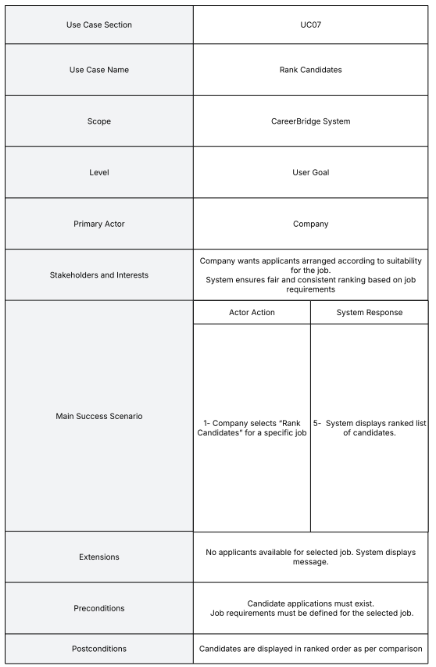 Use Case Section
UC07
Use Case Name
Rank Candidates
Scope
CareerBridge System
Level
User Goal
Primary Actor
Company
Stakeholders and Interests
Company wants applicants arranged according to suitability
for the job.
System ensures fair and consistent ranking based on job
requirements
Main Success Scenario
Actor Action
System Response
1- Company selects "Rank
Candidates" for a specific job
5- System displays ranked list
of candidates.
Extensions
No applicants available for selected job. System displays
message.
Preconditions
Candidate applications must exist.
Job requirements must be defined for the selected job.
Postconditions
Candidates are displayed in ranked order as per comparison